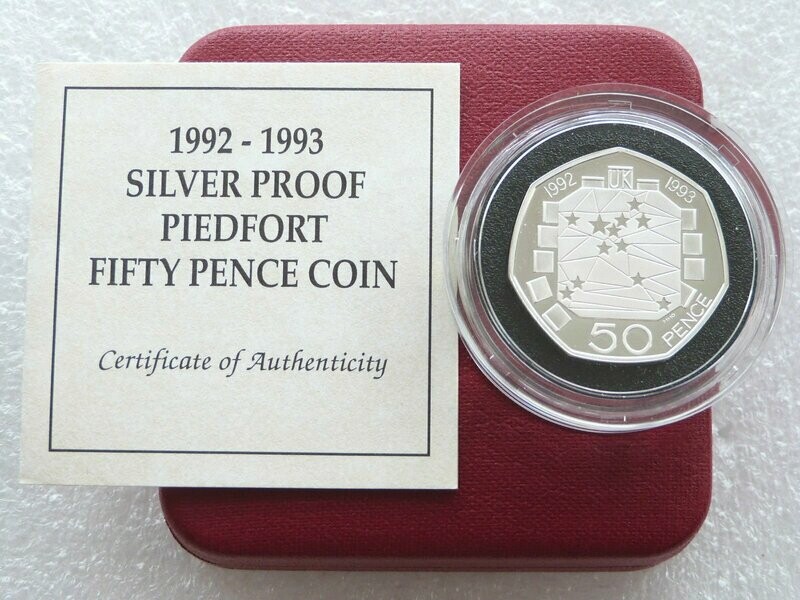 1992 - 1993
SILVER PROOF
PIEDFORT
FIFTY PENCE COIN
Certificate of Authenticity
1992 UK 1993
50 PENCE